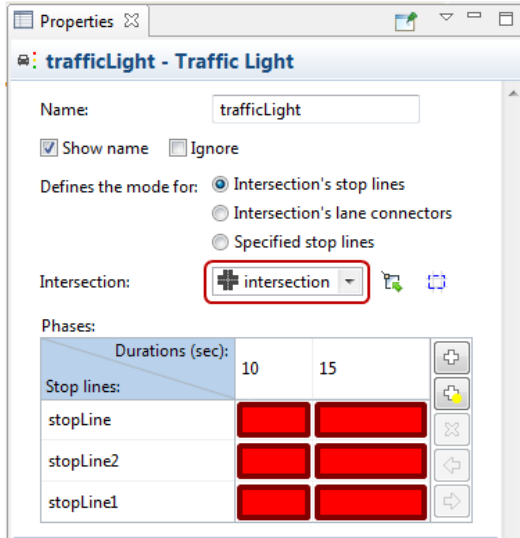 Properties
trafficLight - Traffic Light
Name: trafficLight
Show name Ignore
Defines the mode for: Intersection's stop lines
Intersection's lane connectors
Specified stop lines
Intersection: intersection
Phases:
Durations (sec): 10 15
Stop lines:
stopLine
stopLine2
stopLine1